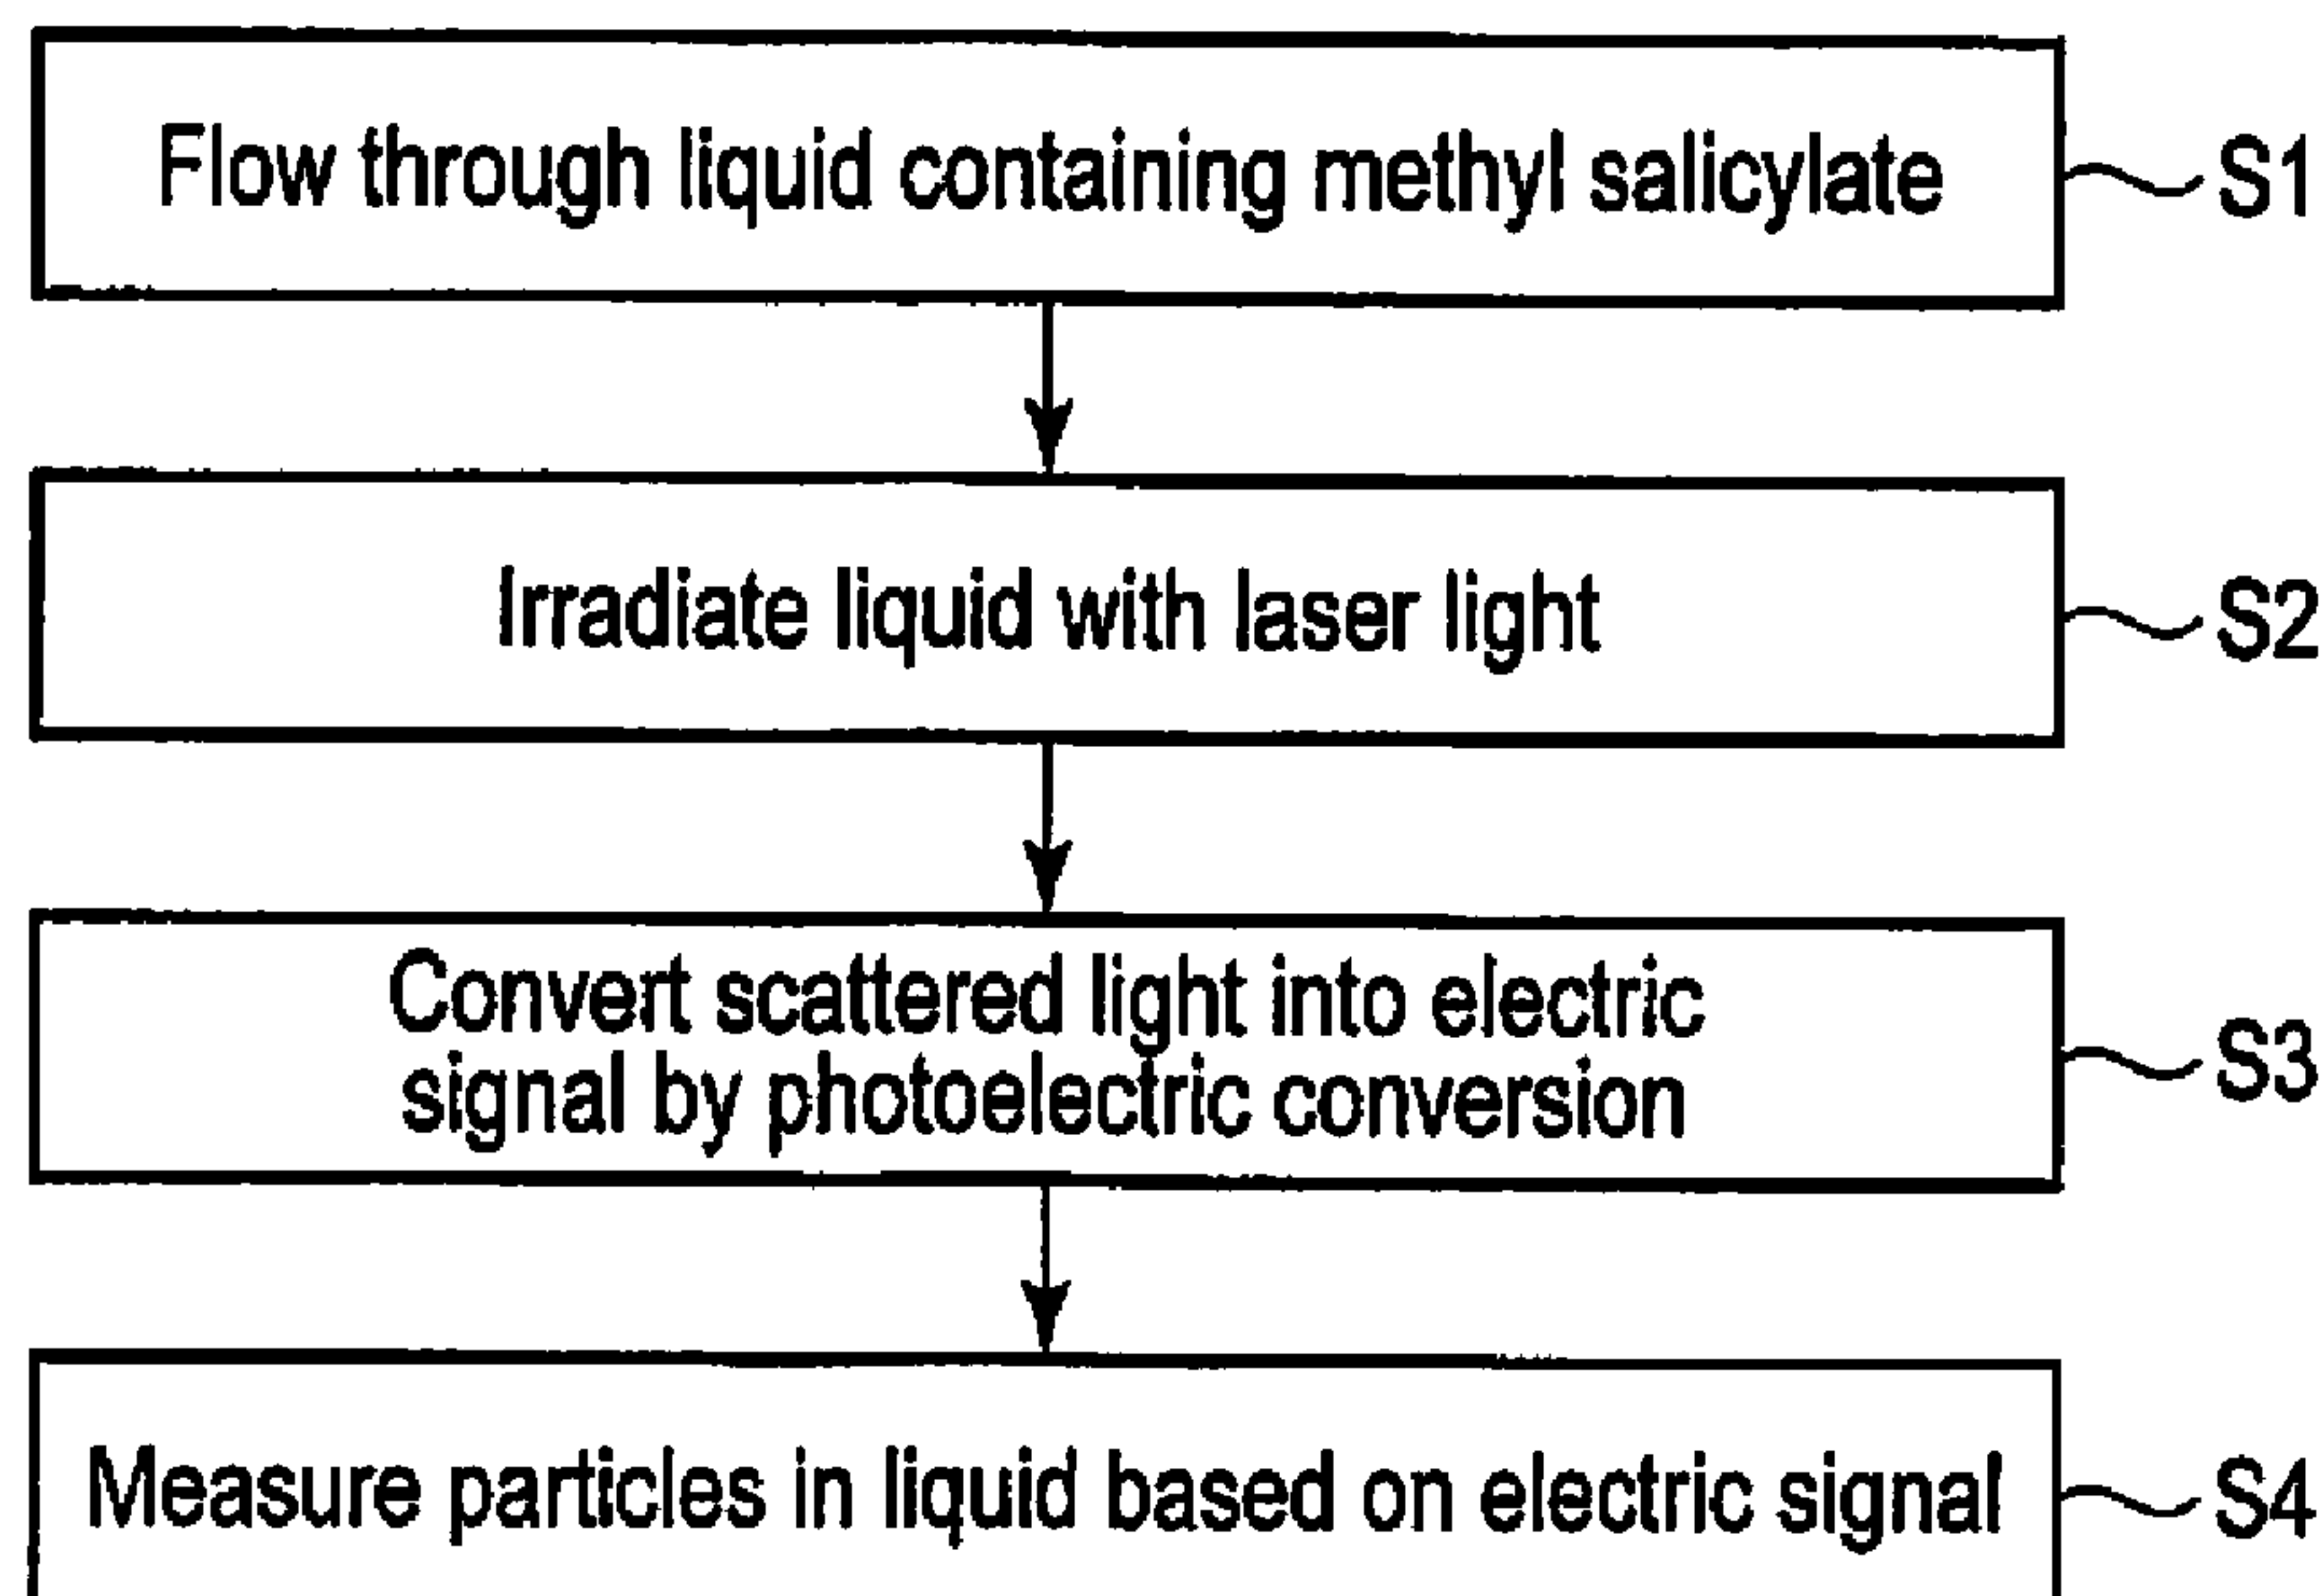 Flow through liquid containing methyl salicylate
S1
Irradiate liquid with laser light
S2
Convert scattered light into electric
signal by photoelectric conversion
S3
Measure particles in liquid based on electric signal
S4